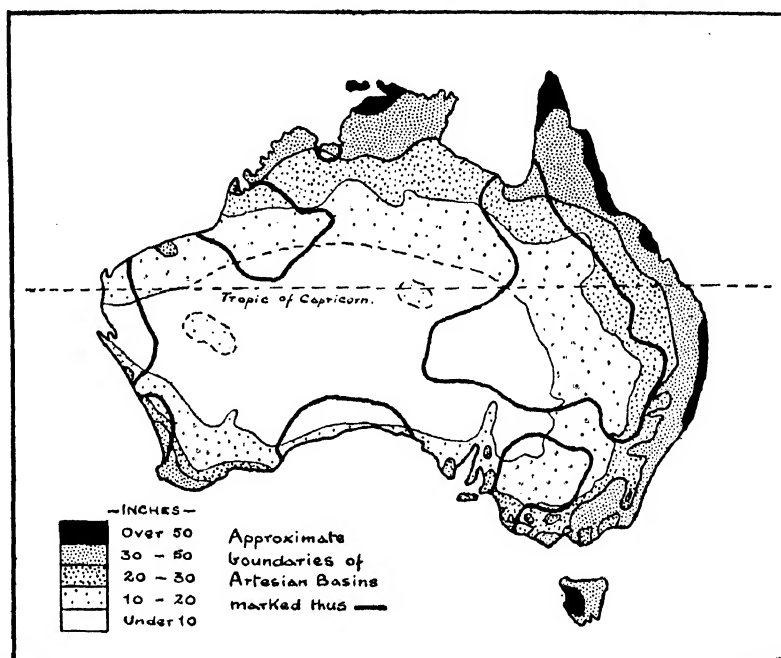 Tropic of Capricorn.
—INCHES—
Over 50
30 – 50
20 – 30
10 – 20
Under 10
Approximate
boundaries of
Artesian Basins
marked thus